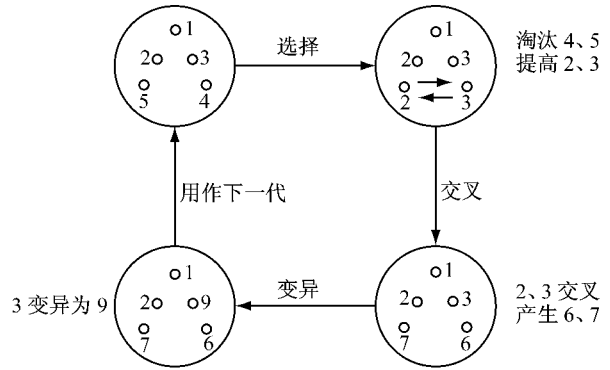 1
2 3
5 4
选择
1
2 3
2 3
淘汰 4、5
提高 2、3
用作下一代
交叉
1
2 9
7 6
3 变异为 9
变异
1
2 3
7 6
2、3 交叉
产生 6、7